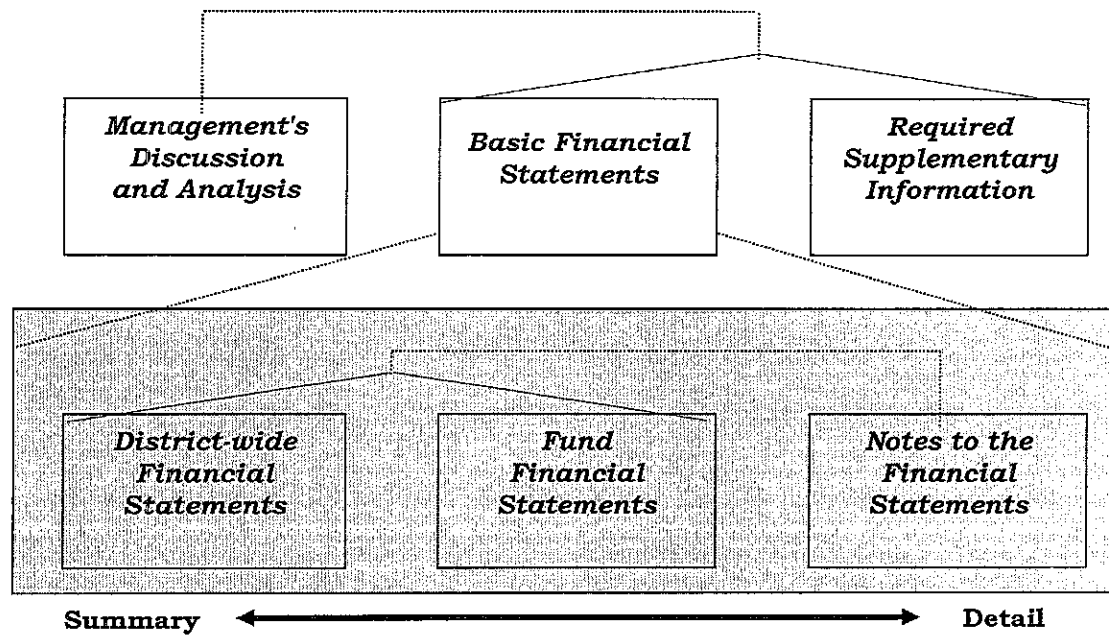 Management's
Discussion
and Analysis
Basic Financial
Statements
Required
Supplementary
Information
District-wide
Financial
Statements
Fund
Financial
Statements
Notes to the
Financial
Statements
Summary
Detail